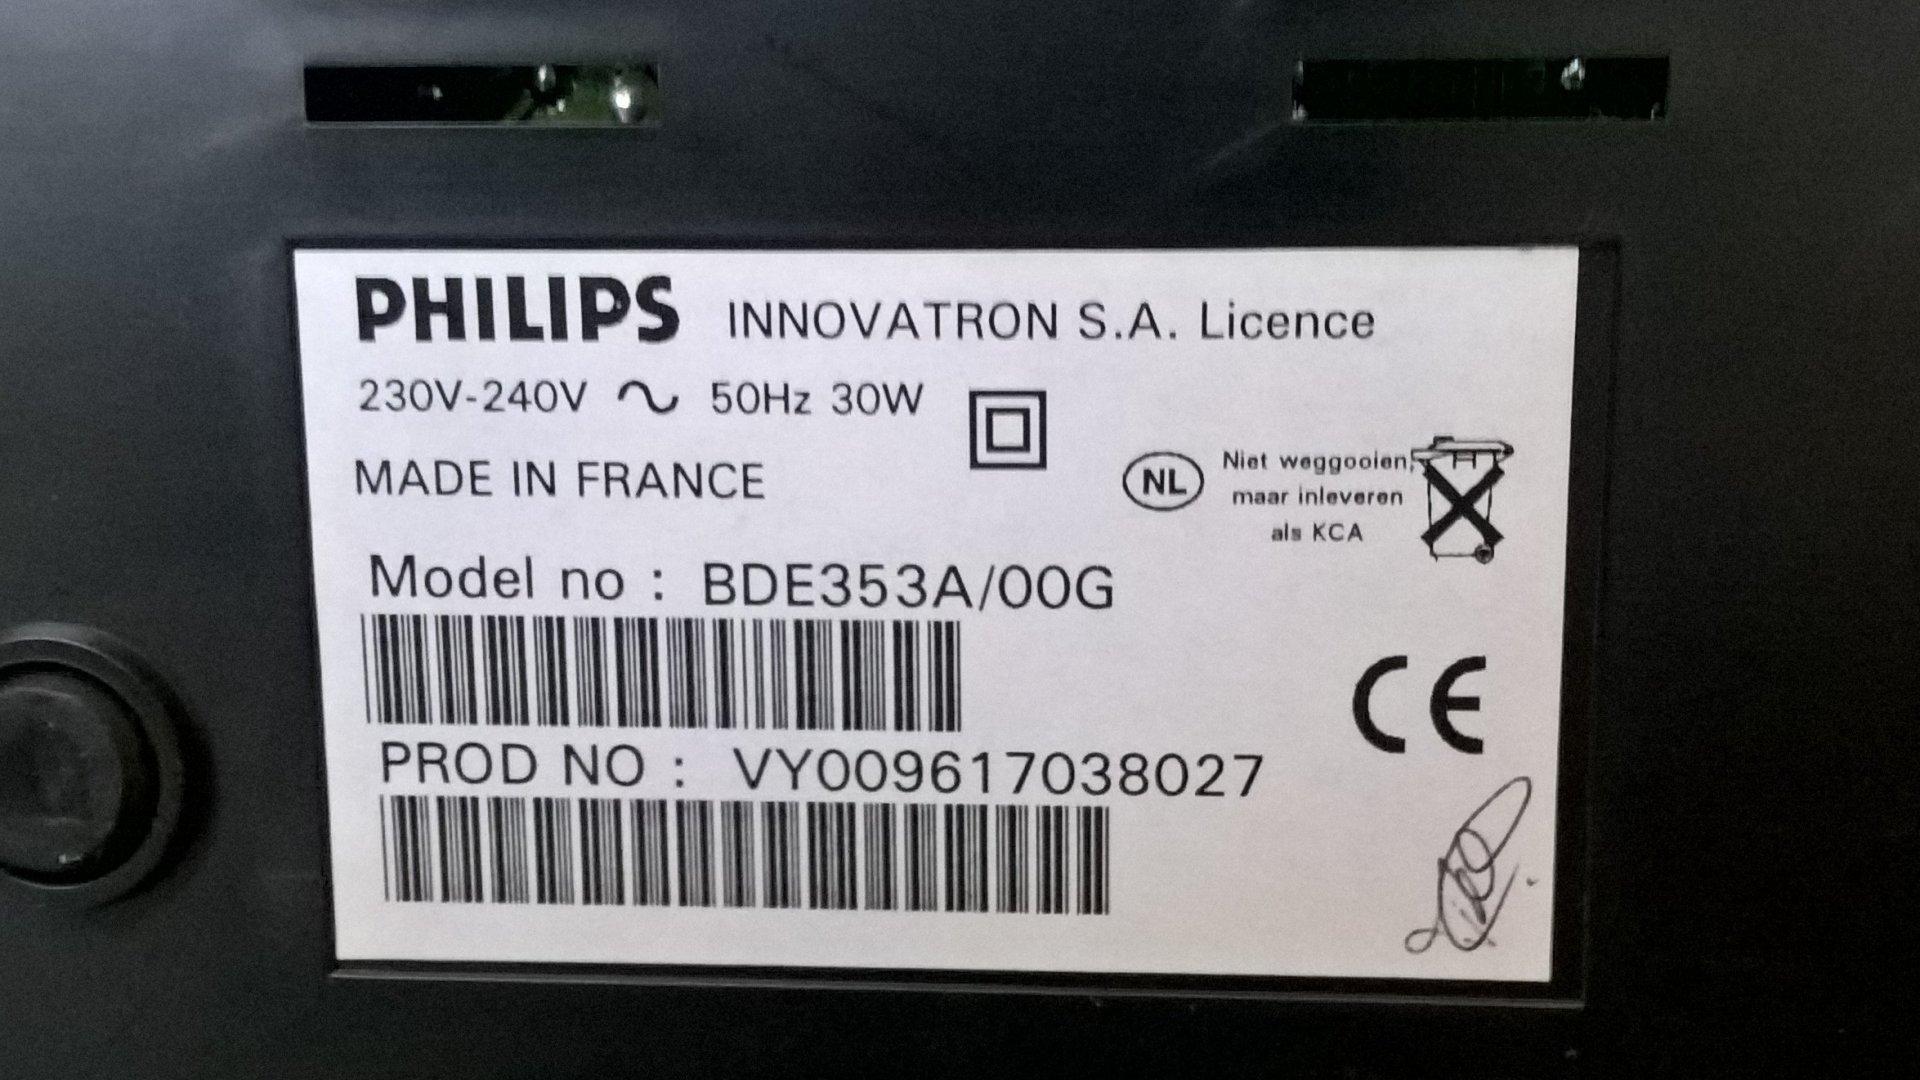 PHILIPS INNOVATRON S.A. Licence
230V-240V ~ 50Hz 30W
MADE IN FRANCE
NL Niet weggooien,
maar inleveren
als KCA
Model no : BDE353A/00G
CE
PROD NO : VY009617038027